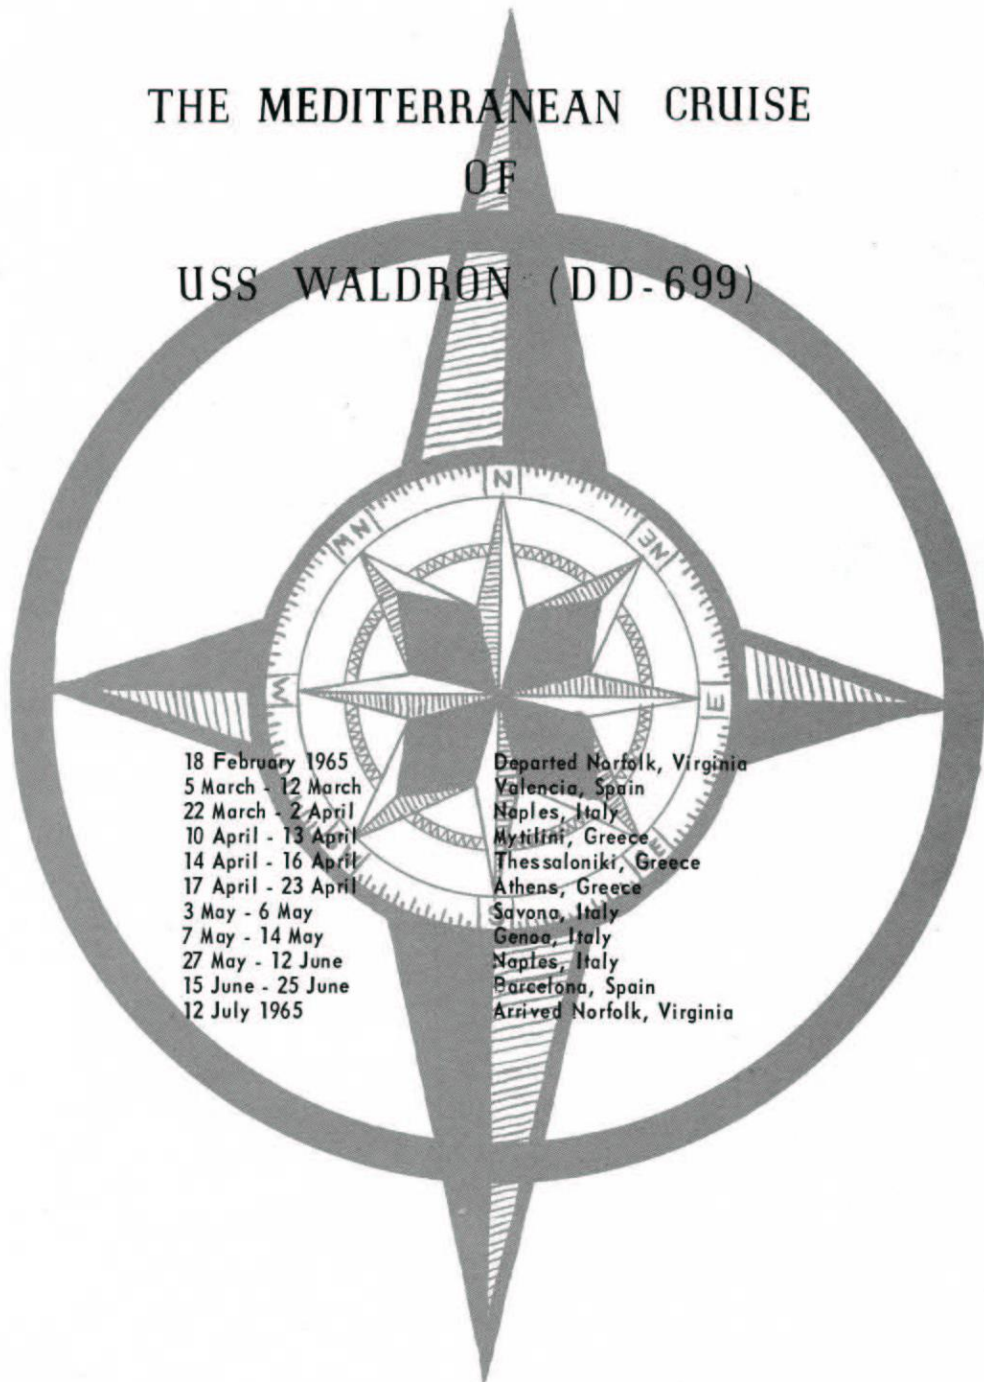 THE MEDITERRANEAN CRUISE
OF
USS WALDRON (DD-699)
N
NW
NE
W
E
18 February 1965 Departed Norfolk, Virginia
5 March - 12 March Valencia, Spain
22 March - 2 April Naples, Italy
10 April - 13 April Mytilini, Greece
14 April - 16 April Thessaloniki, Greece
17 April - 23 April Athens, Greece
3 May - 6 May Savona, Italy
7 May - 14 May Genoa, Italy
27 May - 12 June Naples, Italy
15 June - 25 June Barcelona, Spain
12 July 1965 Arrived Norfolk, Virginia
SW
SE
S